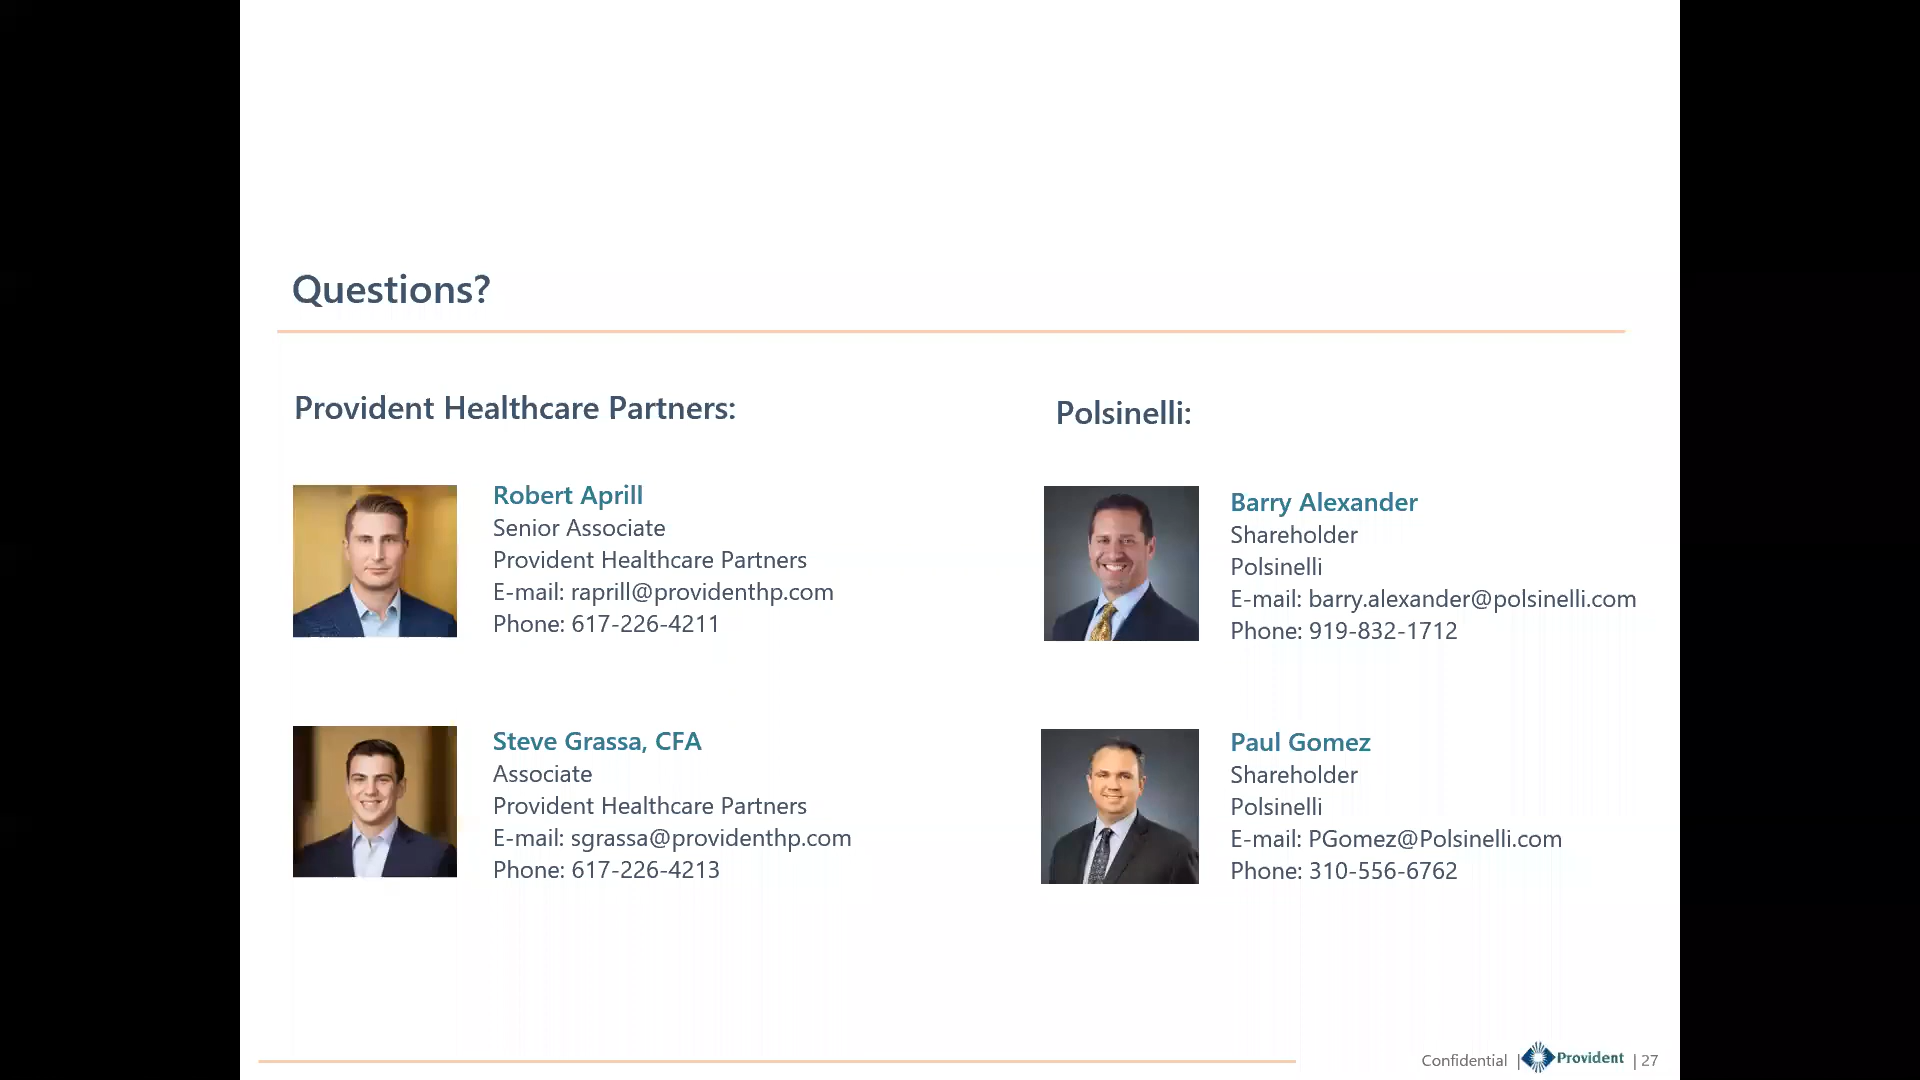 Questions?
Provident Healthcare Partners:
Robert Aprill
Senior Associate
Provident Healthcare Partners
E-mail: raprill@providenthp.com
Phone: 617-226-4211
Steve Grassa, CFA
Associate
Provident Healthcare Partners
E-mail: sgrassa@providenthp.com
Phone: 617-226-4213
Polsinelli:
Barry Alexander
Shareholder
Polsinelli
E-mail: barry.alexander@polsinelli.com
Phone: 919-832-1712
Paul Gomez
Shareholder
Polsinelli
E-mail: PGomez@Polsinelli.com
Phone: 310-556-6762
Confidential | Provident | 27